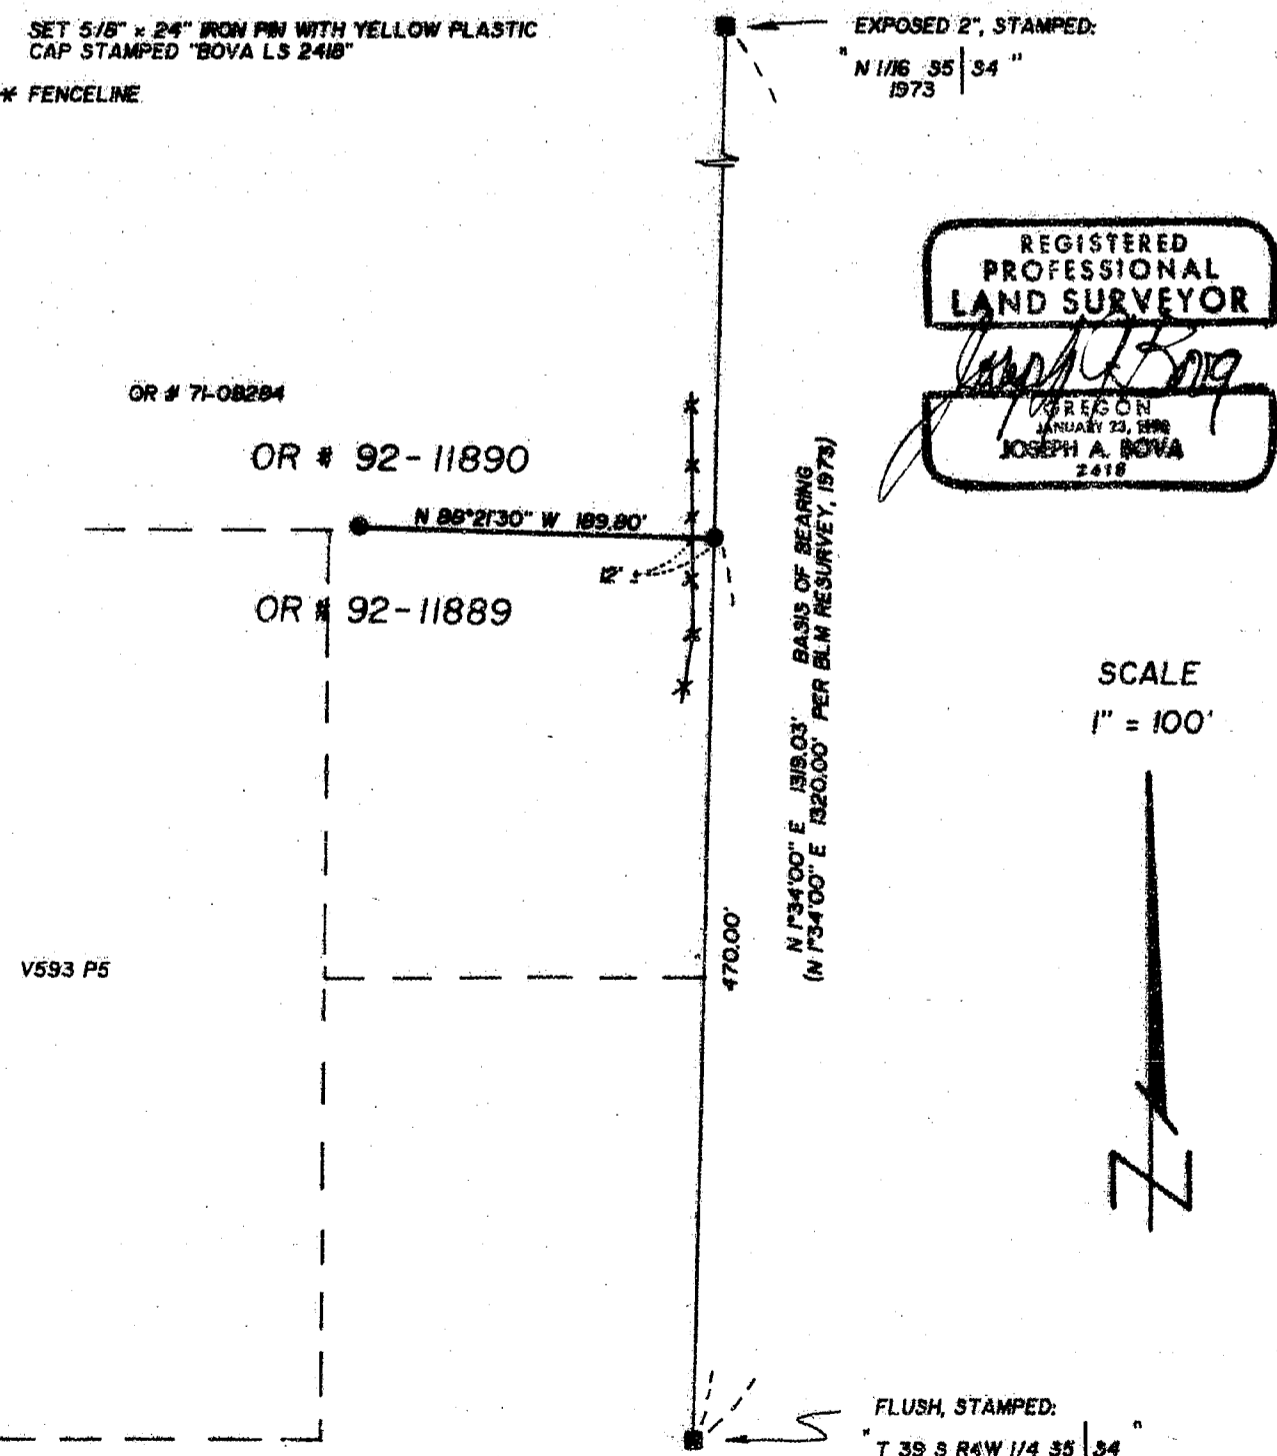 SET 5/8" x 24" IRON PIN WITH YELLOW PLASTIC
CAP STAMPED "BOVA LS 2418"
FENCELINE
EXPOSED 2", STAMPED:
" N 1/16 35 | 34 "
1973
REGISTERED
PROFESSIONAL
LAND SURVEYOR
Joseph A Bova
OREGON
JANUARY 23,
JOSEPH A. BOVA
2418
OR # 71-08284
OR # 92-11890
N 88°21'30" W 189.80'
12' ±
OR # 92-11889
BASIS OF BEARING
N 1°34'00" E 1319.03'
(N 1°34'00" E 1320.00' PER BLM RESURVEY, 1973)
SCALE
1" = 100'
470.00'
V593 P5
Z
FLUSH, STAMPED:
" T 39 S R4W 1/4 35 | 34 "